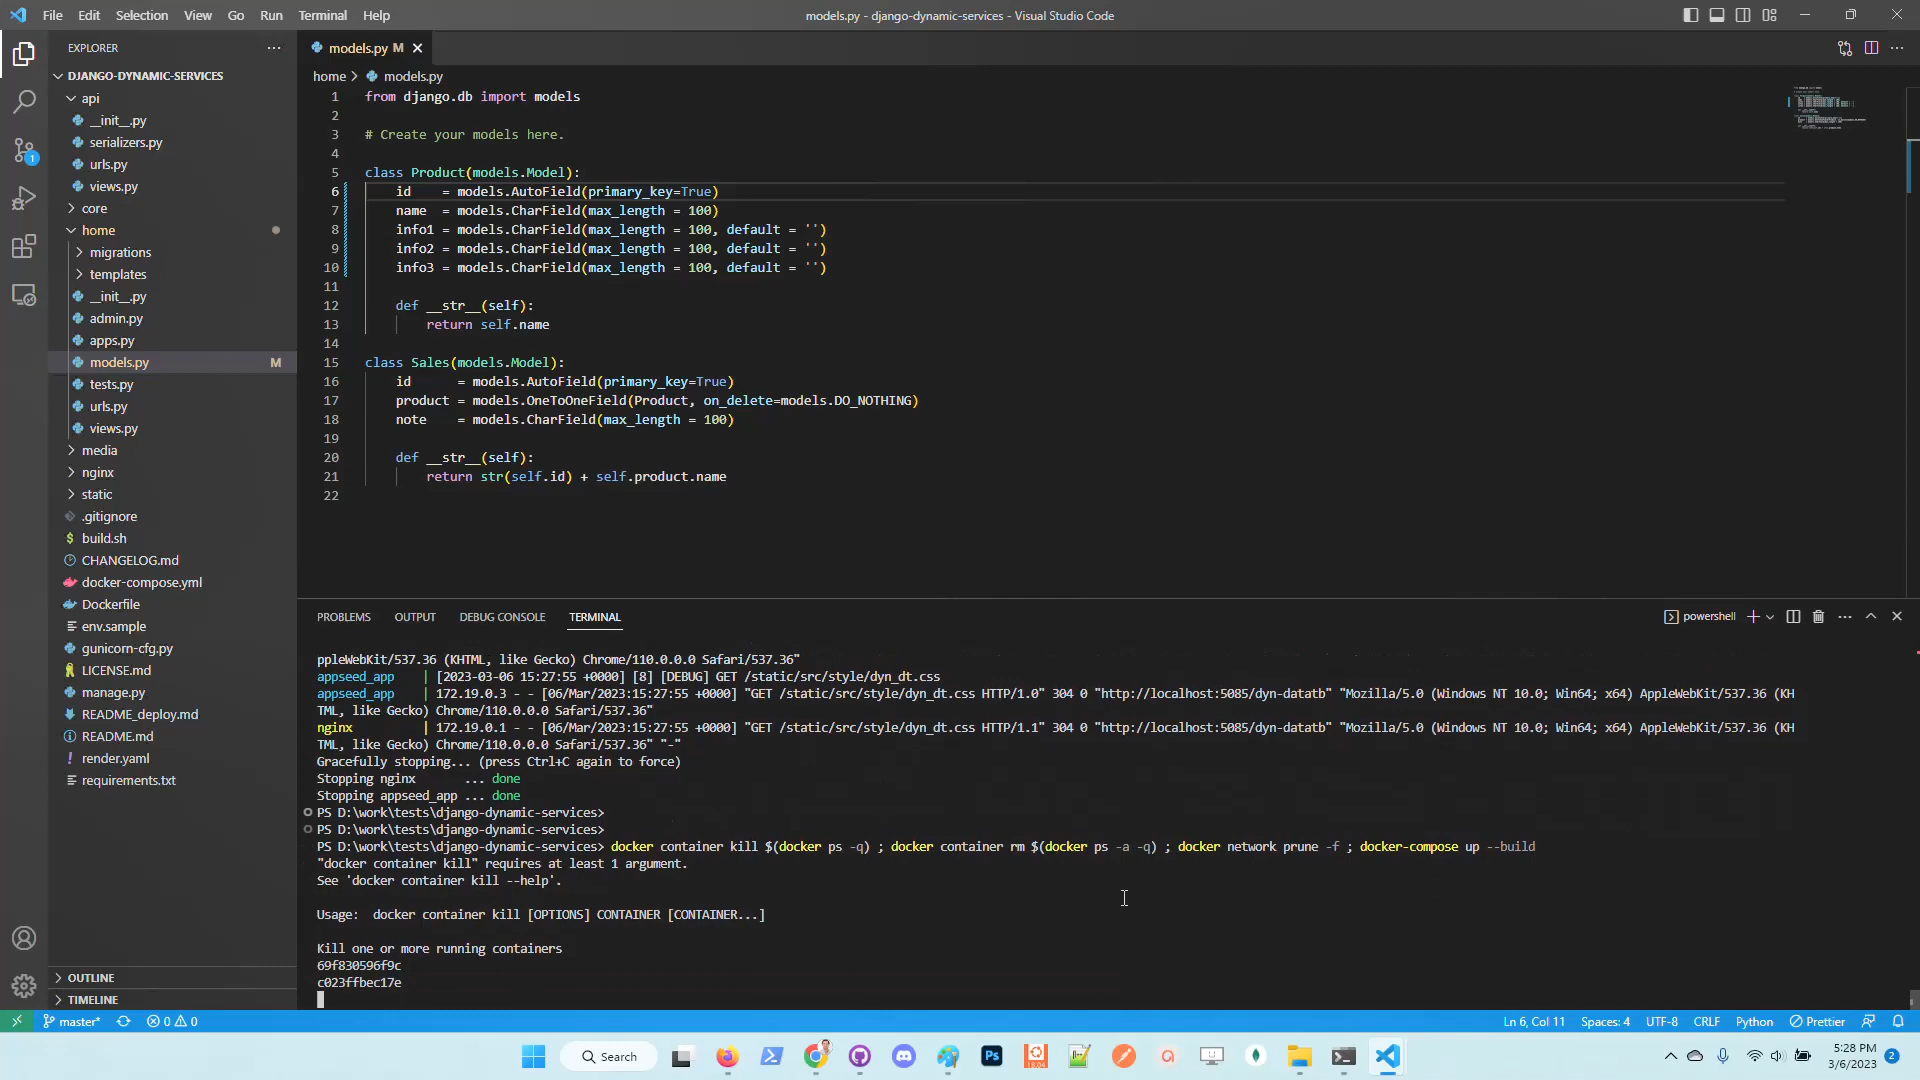 File Edit Selection View Go Run Terminal Help
models.py - django-dynamic-services - Visual Studio Code
EXPLORER
DJANGO-DYNAMIC-SERVICES
api
__init__.py
serializers.py
urls.py
views.py
core
home
migrations
templates
__init__.py
admin.py
apps.py
models.py M
tests.py
urls.py
views.py
media
nginx
static
.gitignore
build.sh
CHANGELOG.md
docker-compose.yml
Dockerfile
env.sample
gunicorn-cfg.py
LICENSE.md
manage.py
README_deploy.md
README.md
render.yaml
requirements.txt
OUTLINE
TIMELINE
1
models.py M
home > models.py
1 from django.db import models
2
3 # Create your models here.
4
5 class Product(models.Model):
6 id    = models.AutoField(primary_key=True)
7 name  = models.CharField(max_length = 100)
8 info1 = models.CharField(max_length = 100, default = '')
9 info2 = models.CharField(max_length = 100, default = '')
10 info3 = models.CharField(max_length = 100, default = '')
11
12 def __str__(self):
13 return self.name
14
15 class Sales(models.Model):
16 id      = models.AutoField(primary_key=True)
17 product = models.OneToOneField(Product, on_delete=models.DO_NOTHING)
18 note    = models.CharField(max_length = 100)
19
20 def __str__(self):
21 return str(self.id) + self.product.name
22
PROBLEMS OUTPUT DEBUG CONSOLE TERMINAL
powershell
ppleWebKit/537.36 (KHTML, like Gecko) Chrome/110.0.0.0 Safari/537.36"
appseed_app | [2023-03-06 15:27:55 +0000] [8] [DEBUG] GET /static/src/style/dyn_dt.css
appseed_app | 172.19.0.3 - - [06/Mar/2023:15:27:55 +0000] "GET /static/src/style/dyn_dt.css HTTP/1.0" 304 0 "http://localhost:5085/dyn-datatb" "Mozilla/5.0 (Windows NT 10.0; Win64; x64) AppleWebKit/537.36 (KH
TML, like Gecko) Chrome/110.0.0.0 Safari/537.36"
nginx | 172.19.0.1 - - [06/Mar/2023:15:27:55 +0000] "GET /static/src/style/dyn_dt.css HTTP/1.1" 304 0 "http://localhost:5085/dyn-datatb" "Mozilla/5.0 (Windows NT 10.0; Win64; x64) AppleWebKit/537.36 (KH
TML, like Gecko) Chrome/110.0.0.0 Safari/537.36" "-"
Gracefully stopping... (press Ctrl+C again to force)
Stopping nginx       ... done
Stopping appseed_app ... done
PS D:\work\tests\django-dynamic-services>
PS D:\work\tests\django-dynamic-services>
PS D:\work\tests\django-dynamic-services> docker container kill $(docker ps -q) ; docker container rm $(docker ps -a -q) ; docker network prune -f ; docker-compose up --build
"docker container kill" requires at least 1 argument.
See 'docker container kill --help'.
Usage:  docker container kill [OPTIONS] CONTAINER [CONTAINER...]
Kill one or more running containers
69f830596f9c
c023ffbec17e
master* 0 0
Ln 6, Col 11 Spaces: 4 UTF-8 CRLF Python Prettier
Search
Ps
18.04
5:28 PM
3/6/2023
2